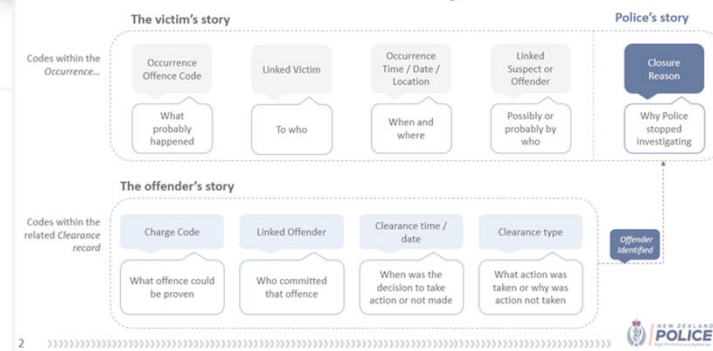 The victim's story
Police's story
Codes within the
Occurrence...
Occurrence
Offence Code
Linked Victim
Occurrence
Time / Date /
Location
Linked
Suspect or
Offender
Closure
Reason
What
probably
happened
To who
When and
where
Possibly or
probably by
who
Why Police
stopped
investigating
The offender's story
Codes within the
related Clearance
record
Charge Code
Linked Offender
Clearance time /
date
Clearance type
Offender
Identified
What offence could
be proven
Who committed
that offence
When was the
decision to take
action or not made
What action was
taken or why was
action not taken
2
NEW ZEALAND
POLICE